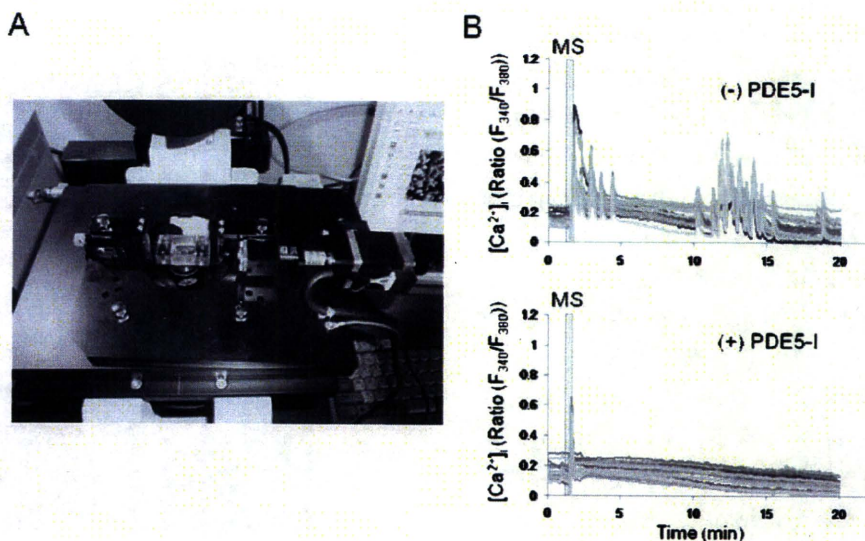 A
B
MS
(-) PDE5-I
[Ca²⁺]ᵢ (Ratio (F₃₄₀/F₃₈₀))
1.2
1
0.8
0.6
0.4
0.2
0
0
5
10
15
20
MS
(+) PDE5-I
[Ca²⁺]ᵢ (Ratio (F₃₄₀/F₃₈₀))
1.2
1
0.8
0.6
0.4
0.2
0
0
5
10
15
20
Time (min)